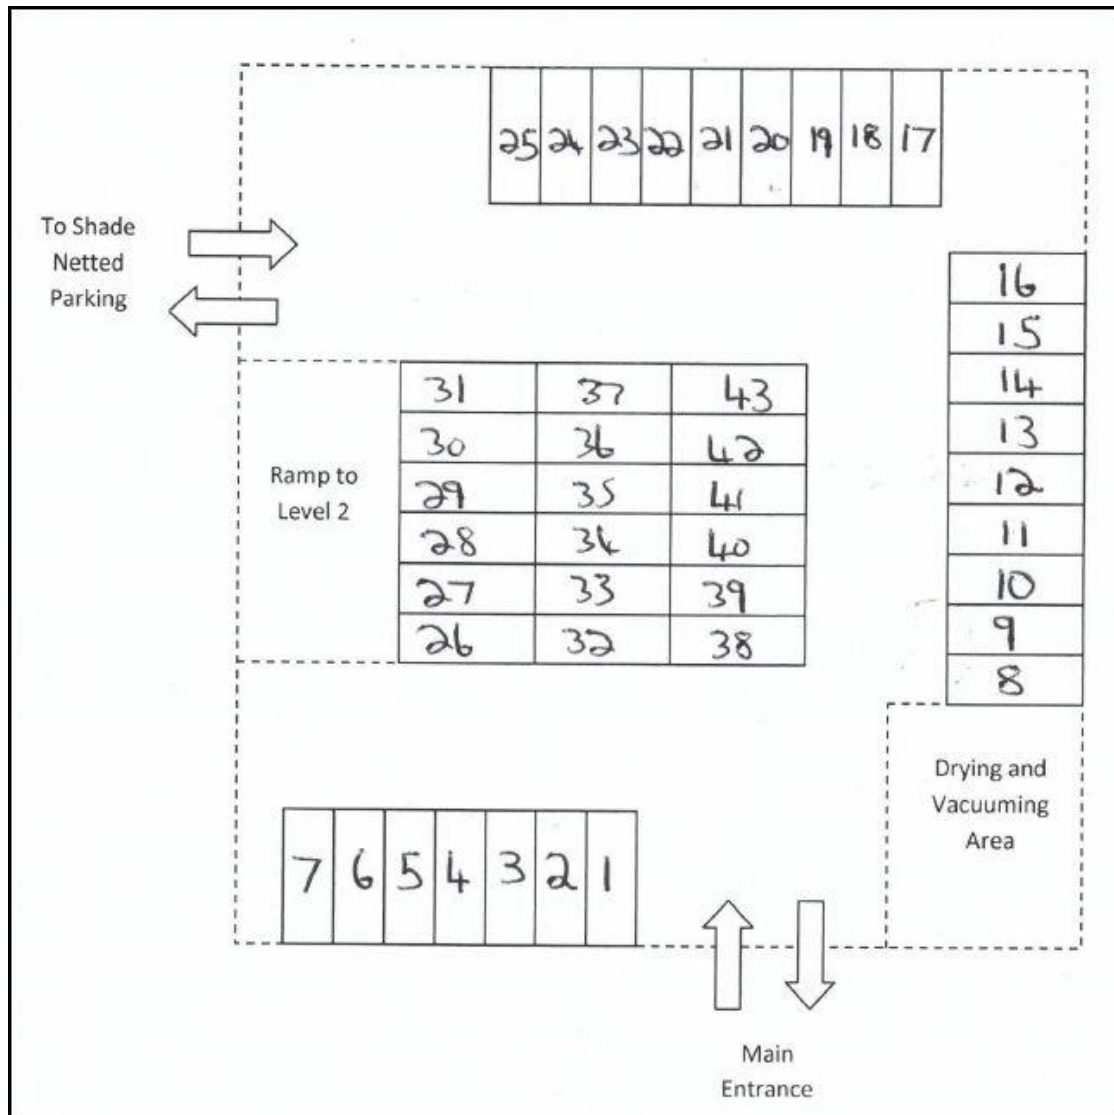 25 24 23 22 21 20 19 18 17
To Shade
Netted
Parking
16
15
14
13
12
11
10
9
8
31 37 43
30 36 42
29 35 41
28 34 40
27 33 39
26 32 38
Ramp to
Level 2
Drying and
Vacuuming
Area
7 6 5 4 3 2 1
Main
Entrance